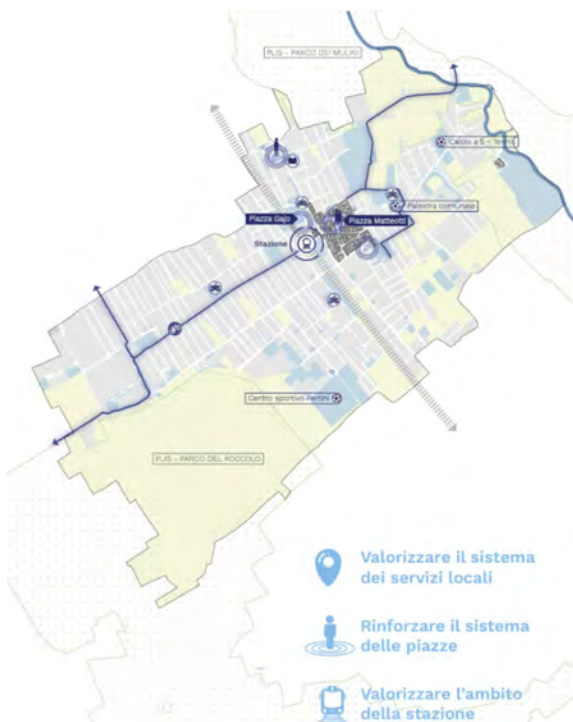 PLIS - PARCO DEI MULINI
Calcio a 5 - Tennis
Palestra comunale
Piazza Gajo
Piazza Matteotti
Stazione
Centro sportivo Pertini
PLIS - PARCO DEL ROCCOLO
Valorizzare il sistema
dei servizi locali
Rinforzare il sistema
delle piazze
Valorizzare l'ambito
della stazione